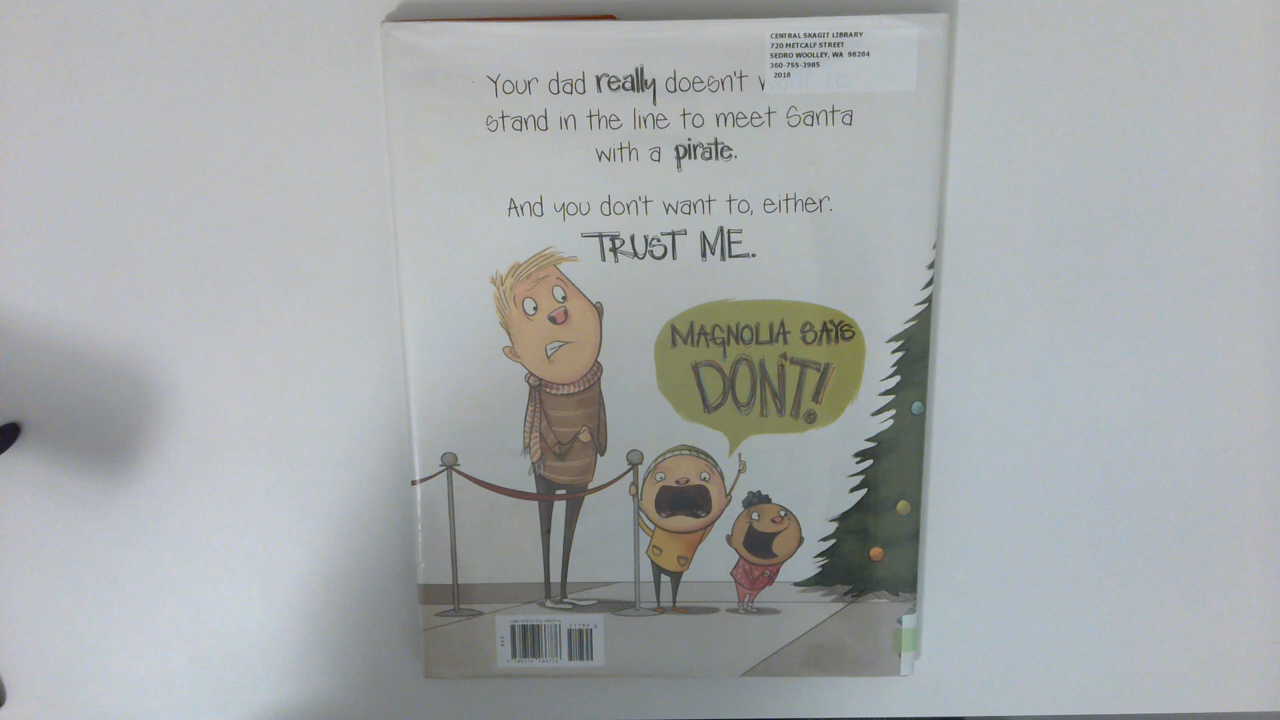 CENTRAL SKAGIT LIBRARY
720 METCALF STREET
SEDRO WOOLLEY, WA 98284
360-755-3985
2018
Your dad really doesn't
stand in the line to meet Santa
with a pirate.
And you don't want to, either.
TRUST ME.
MAGNOLIA SAYS
DON'T!